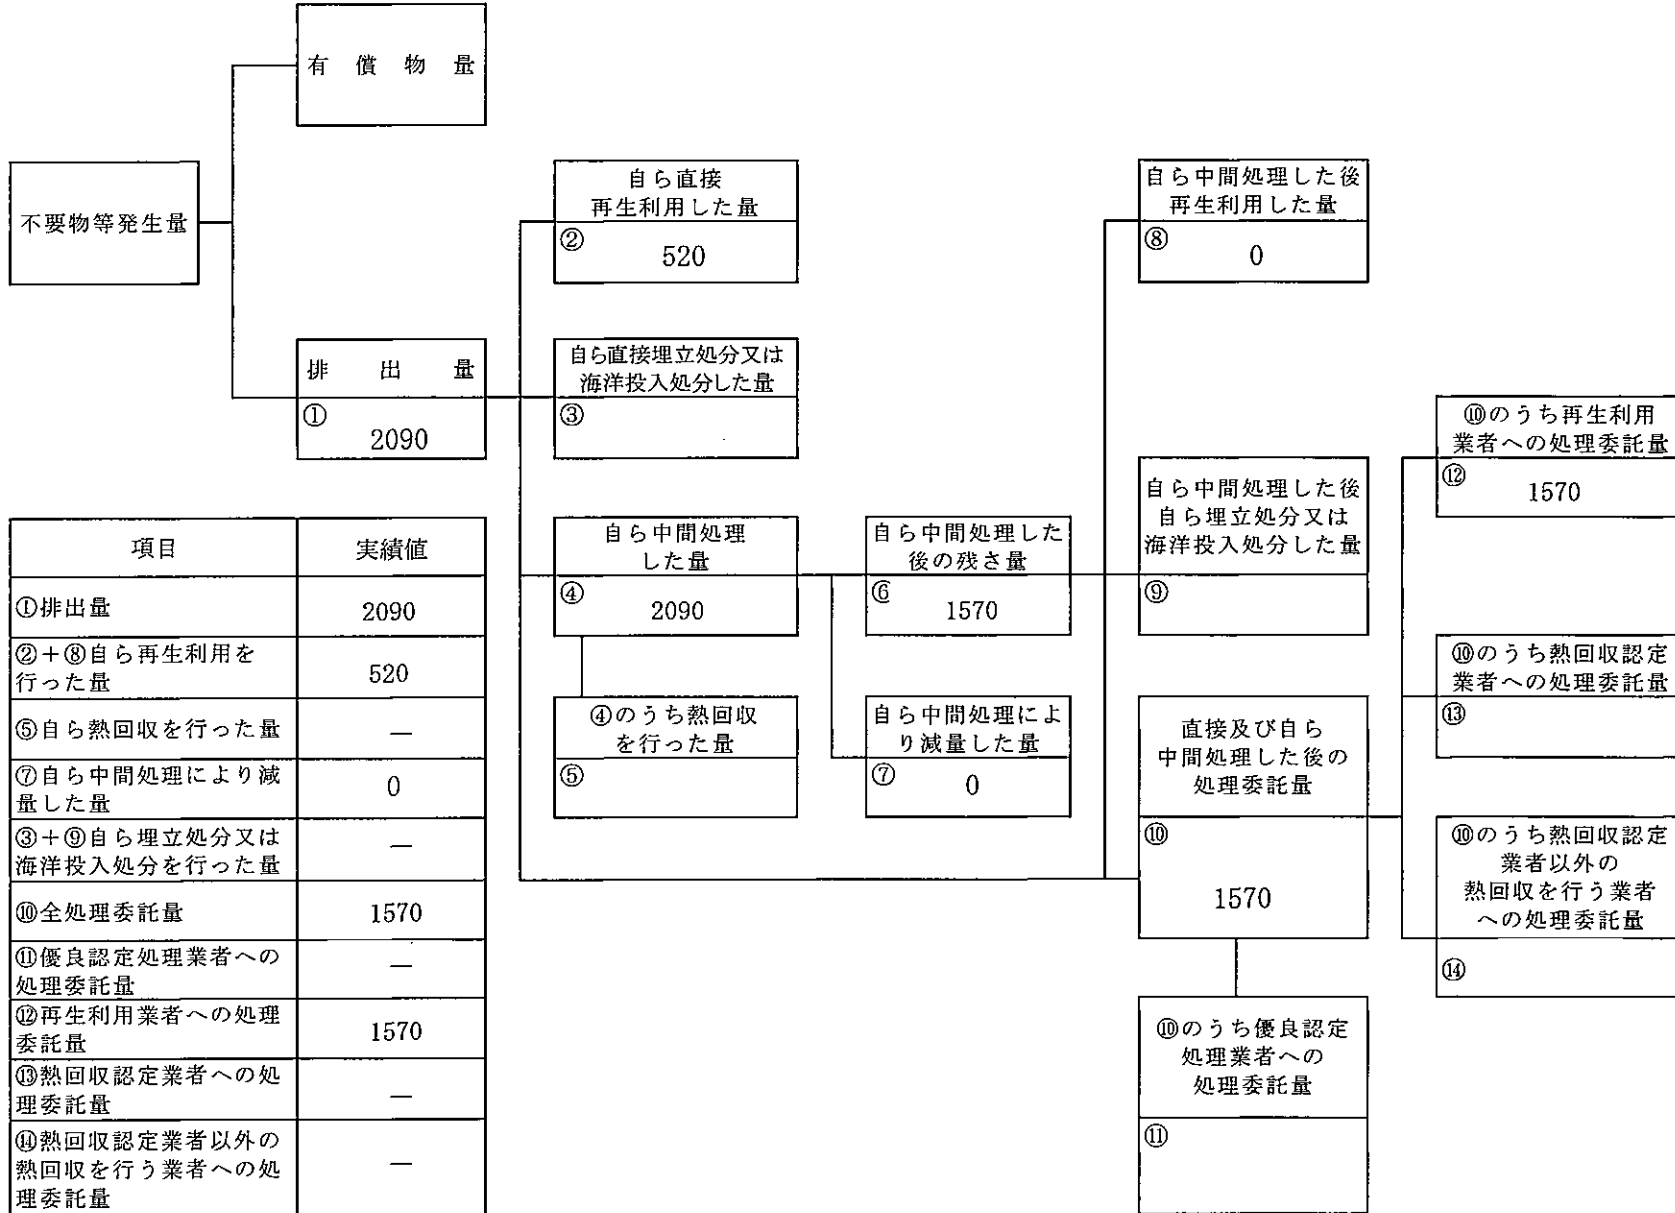 有償物量
不要物等発生量
排出量
①
2090
自ら直接
再生利用した量
②
520
自ら直接埋立処分又は
海洋投入処分した量
③
自ら中間処理
した量
④
2090
④のうち熱回収
を行った量
⑤
自ら中間処理した
後の残さ量
⑥
1570
自ら中間処理によ
り減量した量
⑦
0
自ら中間処理した後
再生利用した量
⑧
0
自ら中間処理した後
自ら埋立処分又は
海洋投入処分した量
⑨
直接及び自ら
中間処理した後の
処理委託量
⑩
1570
⑩のうち優良認定
処理業者への
処理委託量
⑪
⑩のうち再生利用
業者への処理委託量
⑫
1570
⑩のうち熱回収認定
業者への処理委託量
⑬
⑩のうち熱回収認定
業者以外の
熱回収を行う業者
への処理委託量
⑭
項目 実績値
①排出量 2090
②+⑧自ら再生利用を
行った量 520
⑤自ら熱回収を行った量 —
⑦自ら中間処理により減
量した量 0
③+⑨自ら埋立処分又は
海洋投入処分を行った量 —
⑩全処理委託量 1570
⑪優良認定処理業者への
処理委託量 —
⑫再生利用業者への処理
委託量 1570
⑬熱回収認定業者への処
理委託量 —
⑭熱回収認定業者以外の
熱回収を行う業者への処
理委託量 —